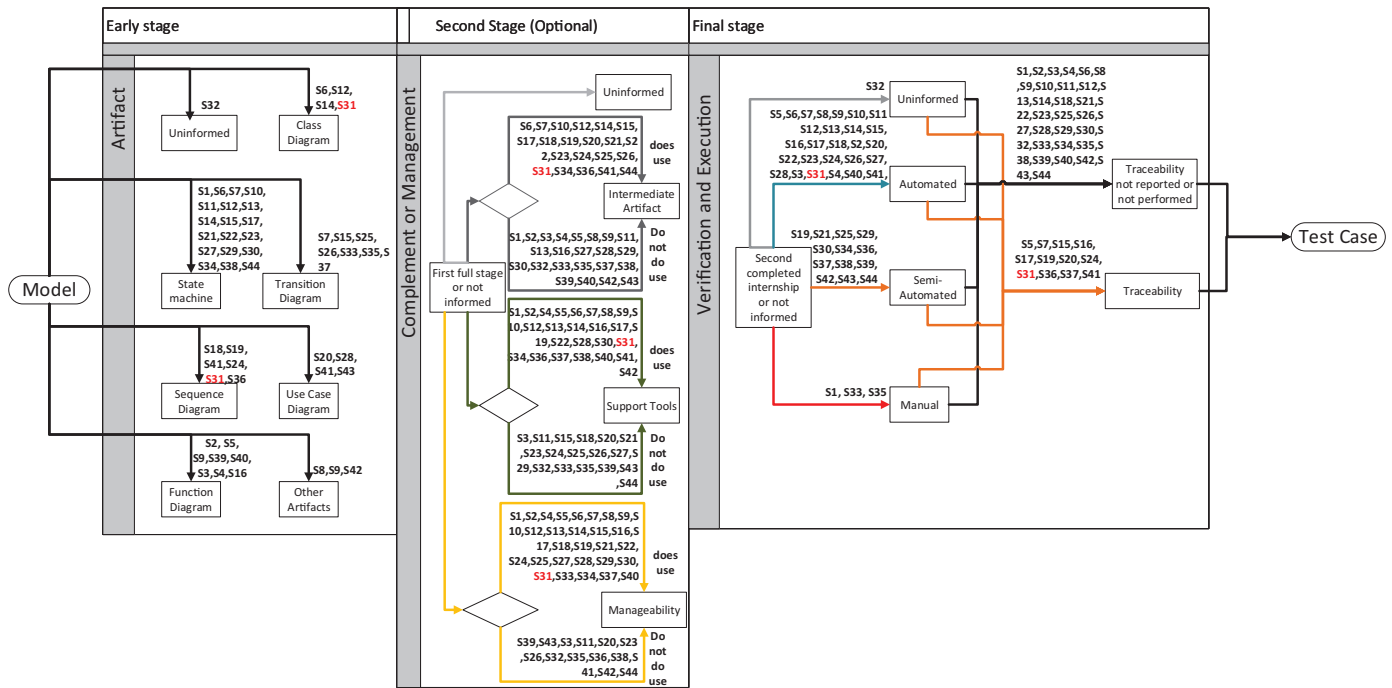 Early stage
Second Stage (Optional)
Final stage
Artifact
Complement or Management
Verification and Execution
Model
S32
Uninformed
S6,S12,
S14,S31
Class
Diagram
S1,S6,S7,S10,
S11,S12,S13,
S14,S15,S17,
S21,S22,S23,
S27,S29,S30,
S34,S38,S44
State
machine
S7,S15,S25,
S26,S33,S35,S
37
Transition
Diagram
S18,S19,
S41,S24,
S31,S36
Sequence
Diagram
S20,S28,
S41,S43
Use Case
Diagram
S2, S5,
S9,S39,S40,
S3,S4,S16
Function
Diagram
S8,S9,S42
Other
Artifacts
First full stage
or not
informed
Uninformed
S6,S7,S10,S12,S14,S15,
S17,S18,S19,S20,S21,S2
2,S23,S24,S25,S26,
S31,S34,S36,S41,S44
does
use
Intermediate
Artifact
S1,S2,S3,S4,S5,S8,S9,S11,
S13,S16,S27,S28,S29,
S30,S32,S33,S35,S37,S38,
S39,S40,S42,S43
Do
not
do
use
S1,S2,S4,S5,S6,S7,S8,S9,S
10,S12,S13,S14,S16,S17,S
19,S22,S28,S30,S31,
S34,S36,S37,S38,S40,S41,
S42
does
use
Support Tools
S3,S11,S15,S18,S20,S21
,S23,S24,S25,S26,S27,S
29,S32,S33,S35,S39,S43
,S44
Do
not
do
use
S1,S2,S4,S5,S6,S7,S8,S9,S
10,S12,S13,S14,S15,S16,S
17,S18,S19,S21,S22,
S24,S25,S27,S28,S29,S30,
S31,S33,S34,S37,S40
does
use
Manageability
S39,S43,S3,S11,S20,S23
,S26,S32,S35,S36,S38,S
41,S42,S44
Do
not
do
use
Second
completed
internship
or not
informed
S32
Uninformed
S5,S6,S7,S8,S9,S10,S11
S12,S13,S14,S15,
S16,S17,S18,S2,S20,
S22,S23,S24,S26,S27,
S28,S3,S31,S4,S40,S41,
Automated
S19,S21,S25,S29,
S30,S34,S36,
S37,S38,S39,
S42,S43,S44
Semi-
Automated
S1, S33, S35
Manual
S1,S2,S3,S4,S6,S8
,S9,S10,S11,S12,S
13,S14,S18,S21,S
22,S23,S25,S26,S
27,S28,S29,S30,S
32,S33,S34,S35,S
38,S39,S40,S42,S
43,S44
Traceability
not reported or
not performed
S5,S7,S15,S16,
S17,S19,S20,S24,
S31,S36,S37,S41
Traceability
Test Case